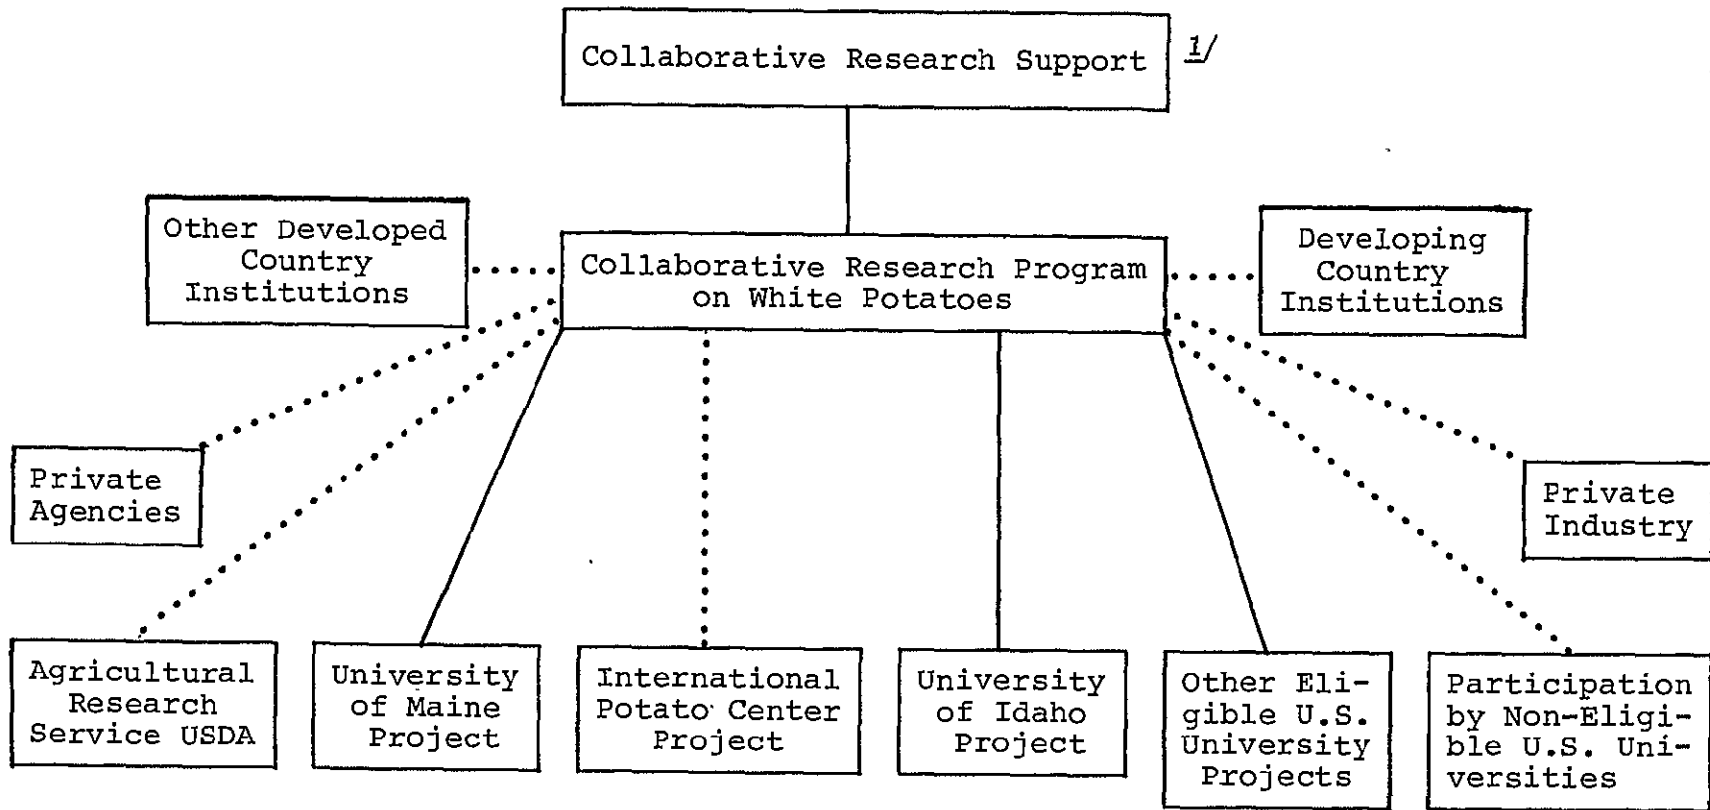 Collaborative Research Support 1/
Other Developed
Country
Institutions
Collaborative Research Program
on White Potatoes
Developing
Country
Institutions
Private
Agencies
Private
Industry
Agricultural
Research
Service USDA
University
of Maine
Project
International
Potato Center
Project
University
of Idaho
Project
Other Eli-
gible U.S.
University
Projects
Participation
by Non-Eligi-
ble U.S. Uni-
versities